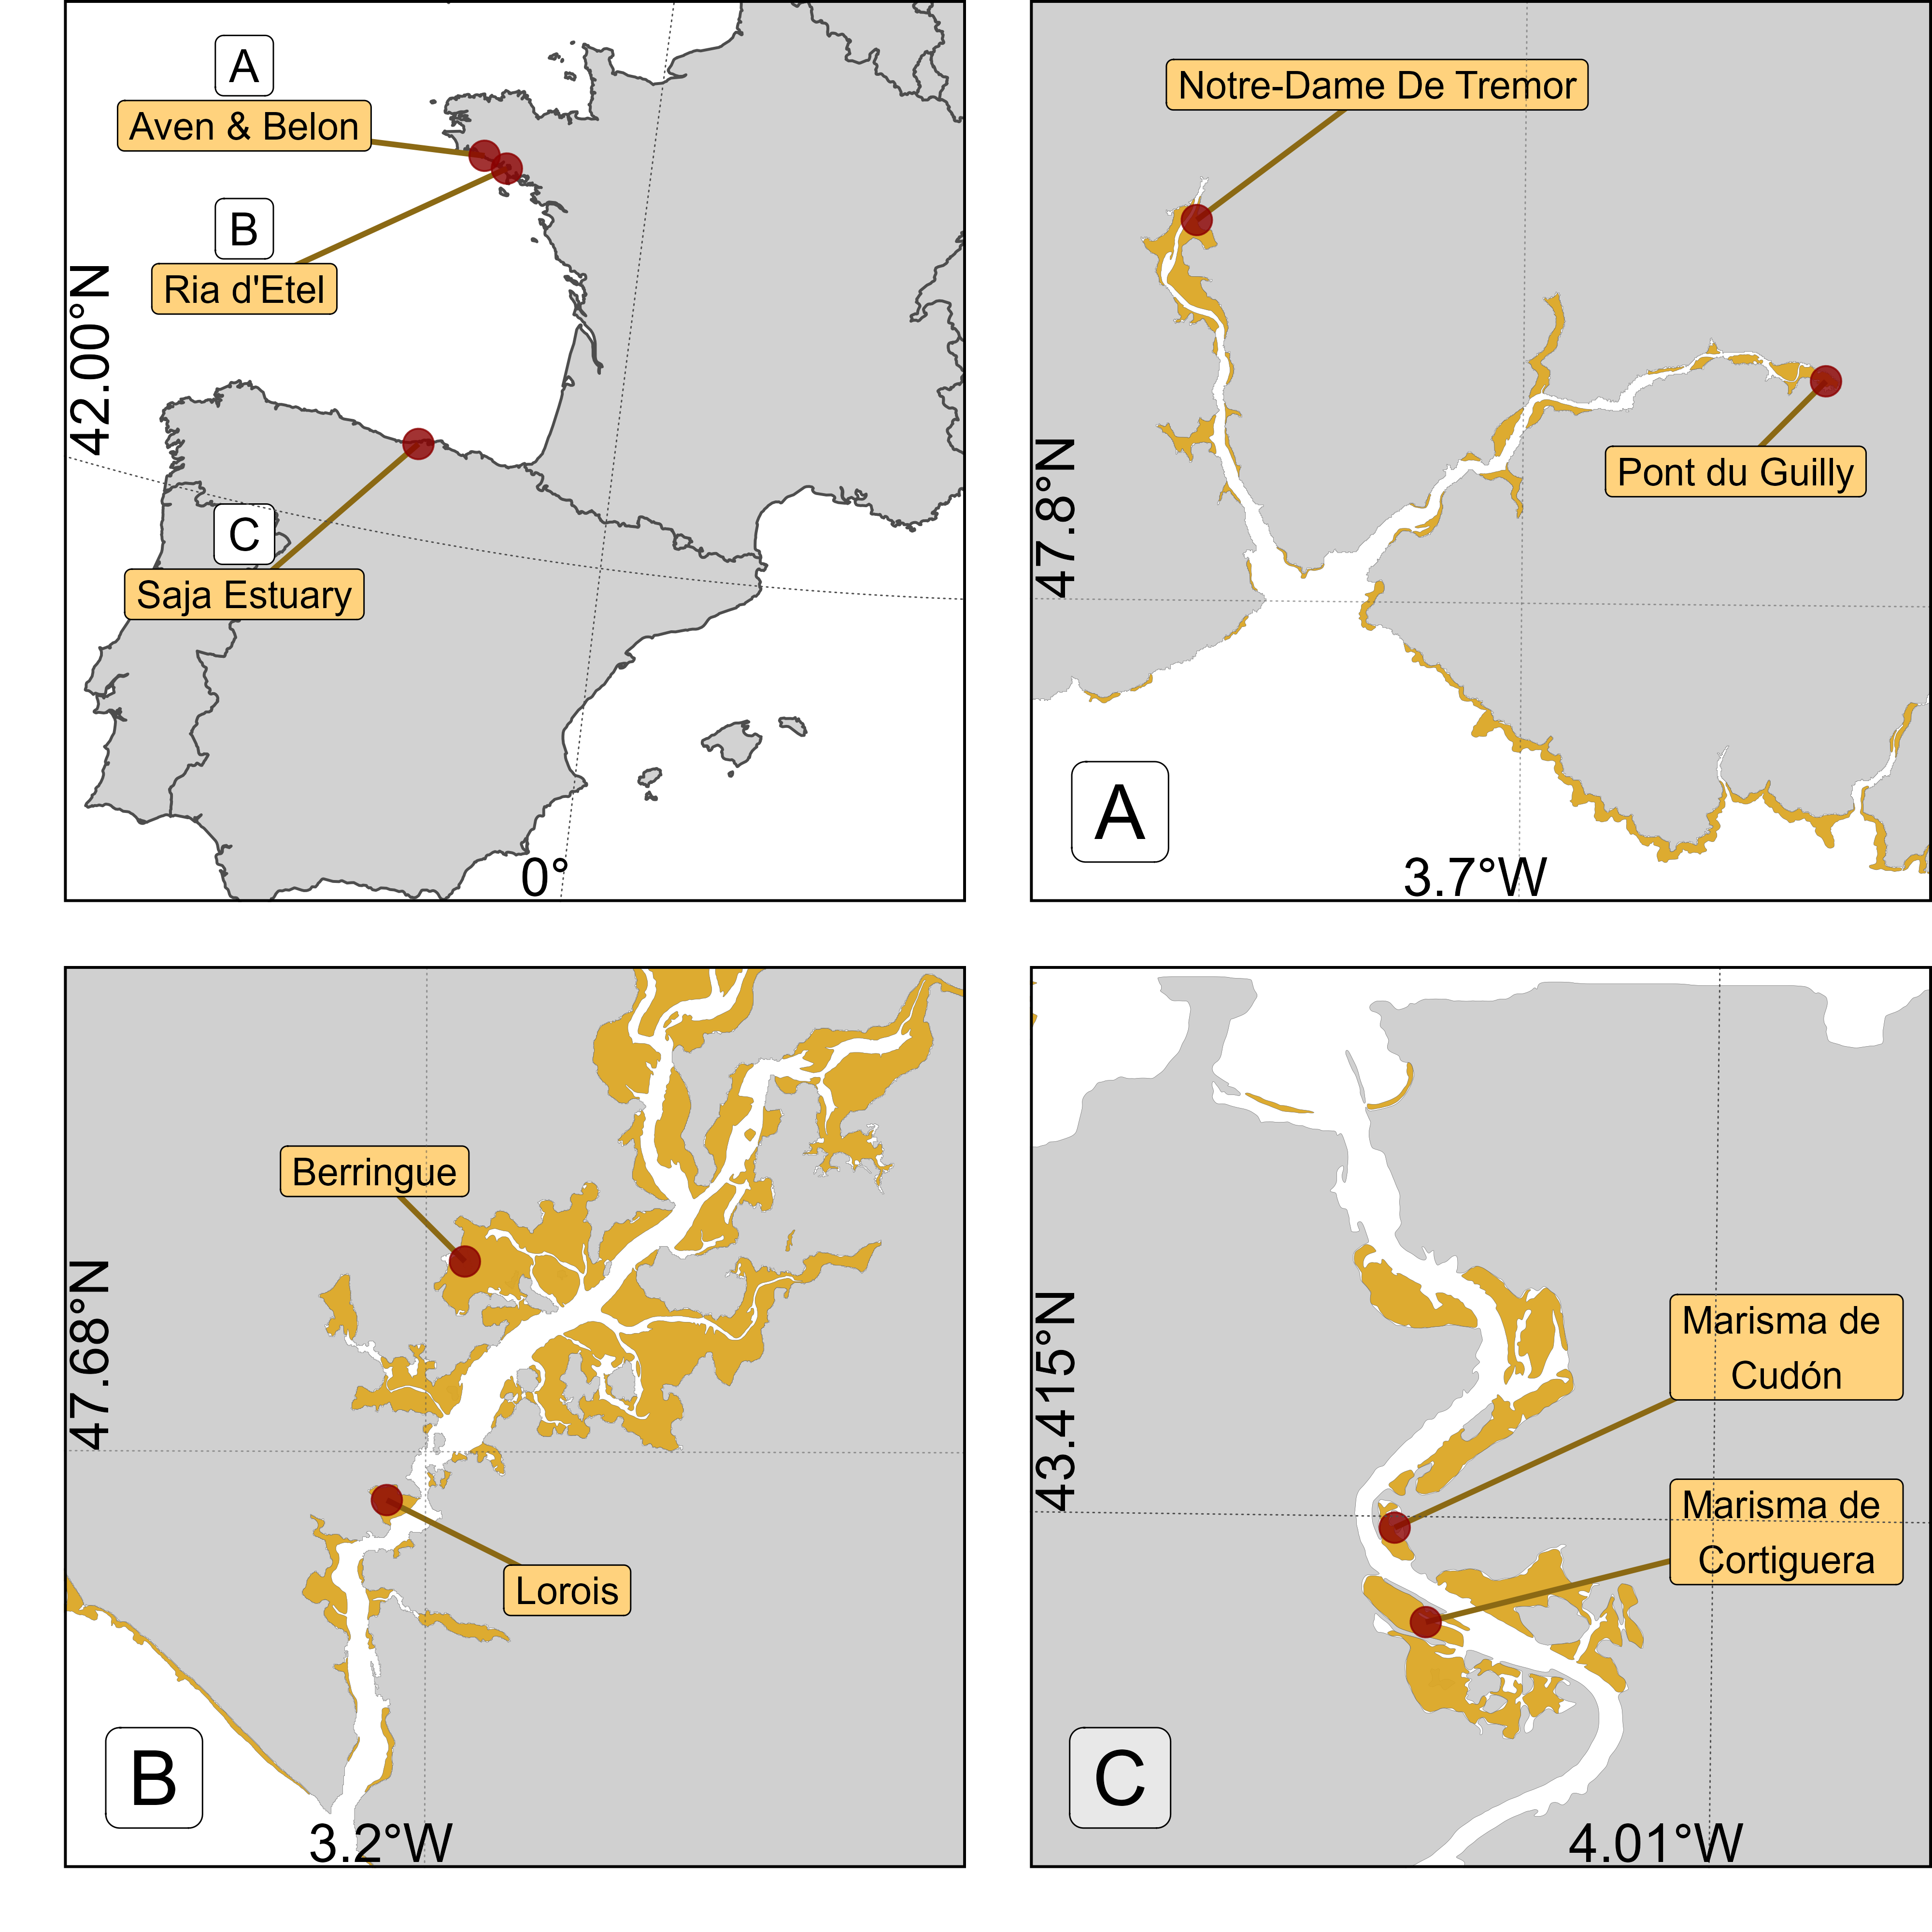 A
Aven & Belon
B
Ria d'Etel
42.00°N
C
Saja Estuary
0°
Notre-Dame De Tremor
Pont du Guilly
47.8°N
A
3.7°W
Berringue
47.68°N
Lorois
B
3.2°W
Marisma de
Cudón
43.415°N
Marisma de
Cortiguera
C
4.01°W